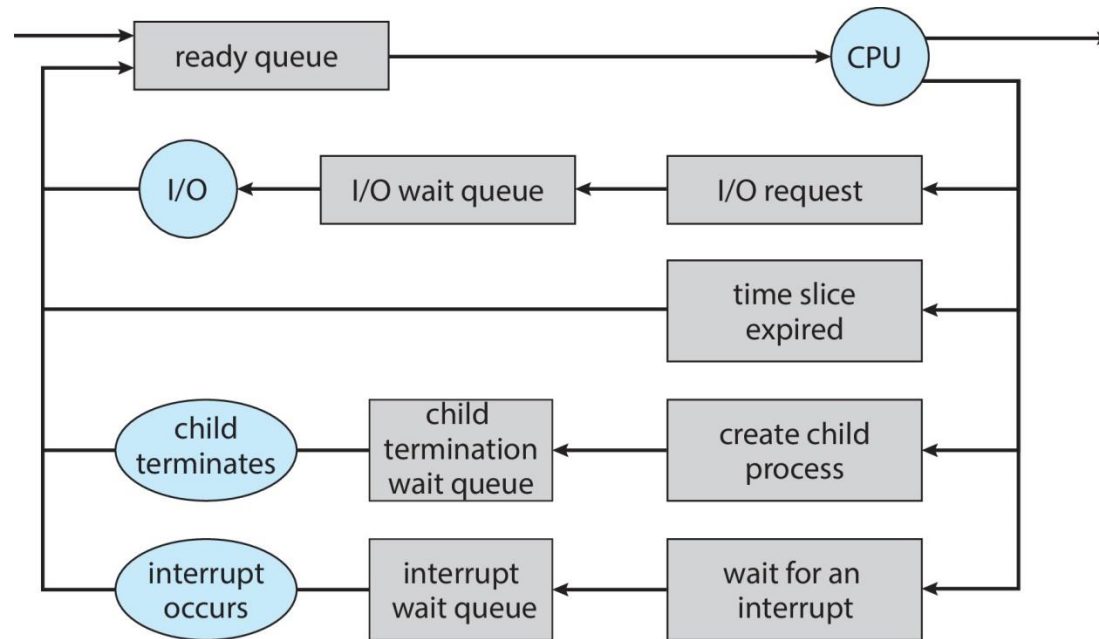 ready queue
CPU
I/O
I/O wait queue
I/O request
time slice
expired
child
terminates
child
termination
wait queue
create child
process
interrupt
occurs
interrupt
wait queue
wait for an
interrupt